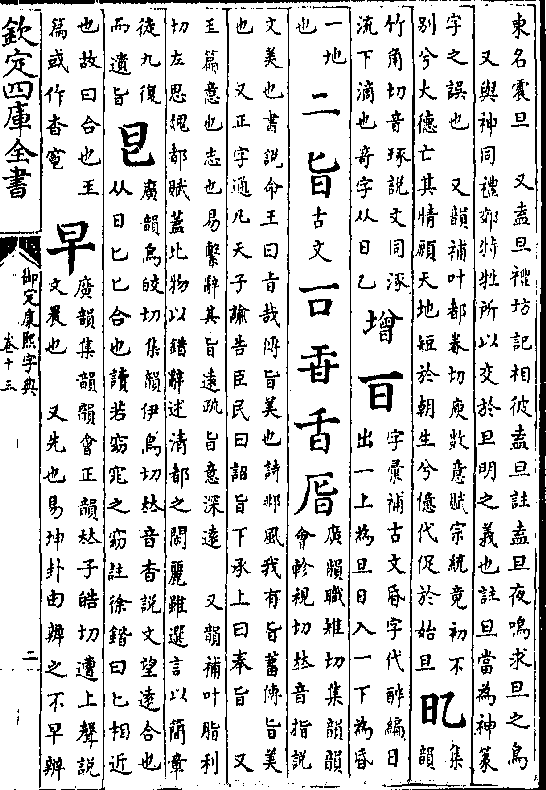 東名震旦　又盍旦禮坊記相彼盍旦註盍旦夜鳴求旦之鳥
又與神同禮郊特牲所以交於旦明之義也註旦當為神篆
字之誤也　又韻補叶都眷切庾敳意賦宗統竟初不
別兮大德亡其情願天地短於朝生兮億代促於始旦
集
韻
竹角切音琢說文同涿
流下滴也奇字从日乙
增
字彙補古文昏字代醉編日
出一上為旦日入一下為昏
一地
也
二
旨
古文
廣韻職雉切集韻韻
會軫視切𠀤音指說
文美也書說命王曰旨哉傳旨美也詩邶風我有旨蓄傳旨美
也　又正字通凡天子諭告臣民曰詔旨下承上曰奉旨　又
玉篇意也志也易繫辭其旨遠疏旨意深遠　又韻補叶脂利
切左思魏都賦蓋比物以錯辭述清都之閒麗雖選言以簡章
徒九復
而遺旨
皀
廣韻烏皎切集韻伊鳥切𠀤音杳說文望遠合也
从日匕匕合也讀若窈窕之窈註徐鍇曰匕相近
也故曰合也玉
篇或作杳窅
早
廣韻集韻韻會正韻𠀤子皓切遭上聲說
文晨也　又先也易坤卦由辨之不早辨
欽定四庫全書
御定康熙字典
卷十三
二